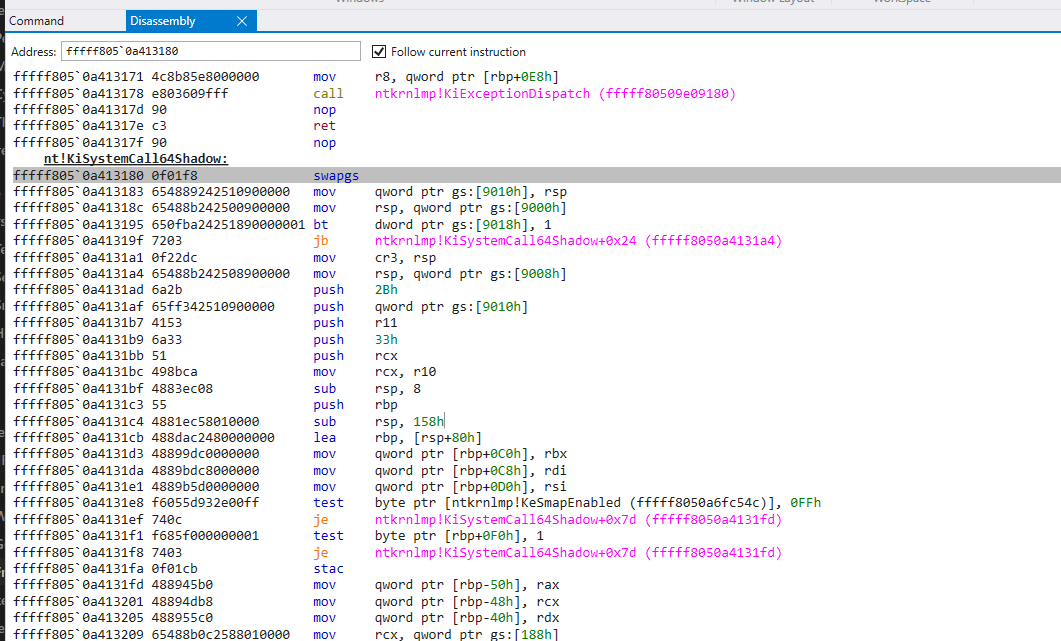 Windows Window Layout Workspace
Command Disassembly ✕
Address: fffff805`0a413180 Follow current instruction
fffff805`0a413171 4c8b85e8000000 mov r8, qword ptr [rbp+0E8h]
fffff805`0a413178 e803609fff call ntkrnlmp!KiExceptionDispatch (fffff80509e09180)
fffff805`0a41317d 90 nop
fffff805`0a41317e c3 ret
fffff805`0a41317f 90 nop
nt!KiSystemCall64Shadow:
fffff805`0a413180 0f01f8 swapgs
fffff805`0a413183 654889242510900000 mov qword ptr gs:[9010h], rsp
fffff805`0a41318c 65488b242500900000 mov rsp, qword ptr gs:[9000h]
fffff805`0a413195 650fba24251890000001 bt dword ptr gs:[9018h], 1
fffff805`0a41319f 7203 jb ntkrnlmp!KiSystemCall64Shadow+0x24 (fffff8050a4131a4)
fffff805`0a4131a1 0f22dc mov cr3, rsp
fffff805`0a4131a4 65488b242508900000 mov rsp, qword ptr gs:[9008h]
fffff805`0a4131ad 6a2b push 2Bh
fffff805`0a4131af 65ff342510900000 push qword ptr gs:[9010h]
fffff805`0a4131b7 4153 push r11
fffff805`0a4131b9 6a33 push 33h
fffff805`0a4131bb 51 push rcx
fffff805`0a4131bc 498bca mov rcx, r10
fffff805`0a4131bf 4883ec08 sub rsp, 8
fffff805`0a4131c3 55 push rbp
fffff805`0a4131c4 4881ec58010000 sub rsp, 158h
fffff805`0a4131cb 488dac2480000000 lea rbp, [rsp+80h]
fffff805`0a4131d3 48899dc0000000 mov qword ptr [rbp+0C0h], rbx
fffff805`0a4131da 4889bdc8000000 mov qword ptr [rbp+0C8h], rdi
fffff805`0a4131e1 4889b5d0000000 mov qword ptr [rbp+0D0h], rsi
fffff805`0a4131e8 f6055d932e00ff test byte ptr [ntkrnlmp!KeSmapEnabled (fffff8050a6fc54c)], 0FFh
fffff805`0a4131ef 740c je ntkrnlmp!KiSystemCall64Shadow+0x7d (fffff8050a4131fd)
fffff805`0a4131f1 f685f000000001 test byte ptr [rbp+0F0h], 1
fffff805`0a4131f8 7403 je ntkrnlmp!KiSystemCall64Shadow+0x7d (fffff8050a4131fd)
fffff805`0a4131fa 0f01cb stac
fffff805`0a4131fd 488945b0 mov qword ptr [rbp-50h], rax
fffff805`0a413201 48894db8 mov qword ptr [rbp-48h], rcx
fffff805`0a413205 488955c0 mov qword ptr [rbp-40h], rdx
fffff805`0a413209 65488b0c2588010000 mov rcx, qword ptr gs:[188h]